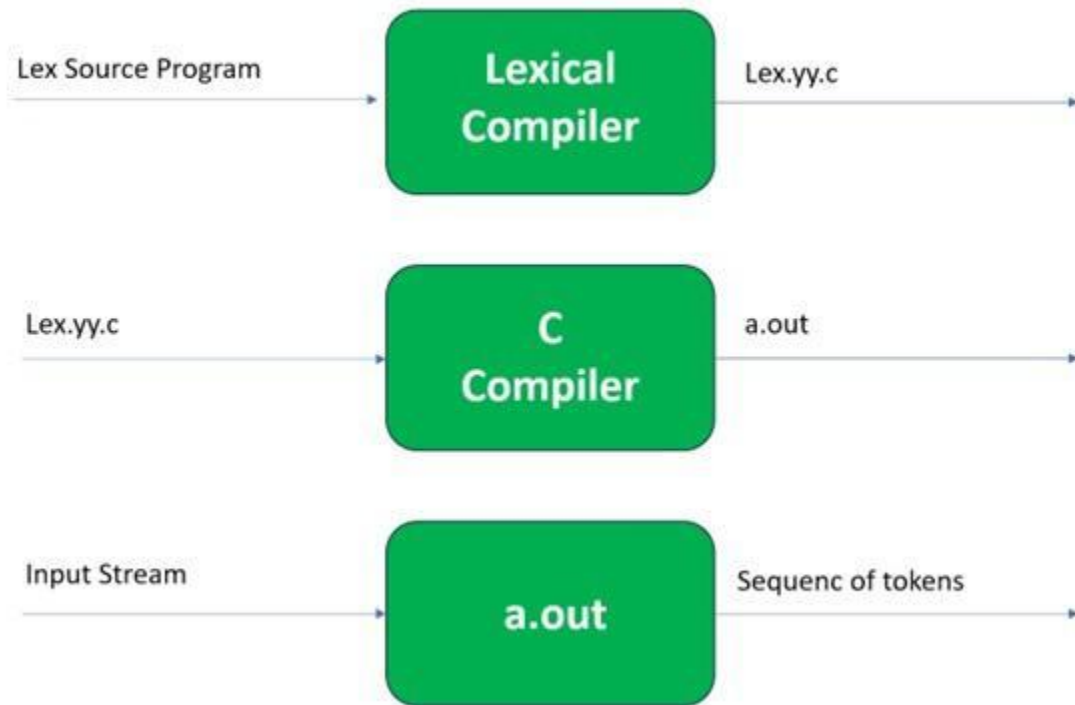 Lex Source Program
Lexical
Compiler
Lex.yy.c
Lex.yy.c
C
Compiler
a.out
Input Stream
a.out
Sequenc of tokens